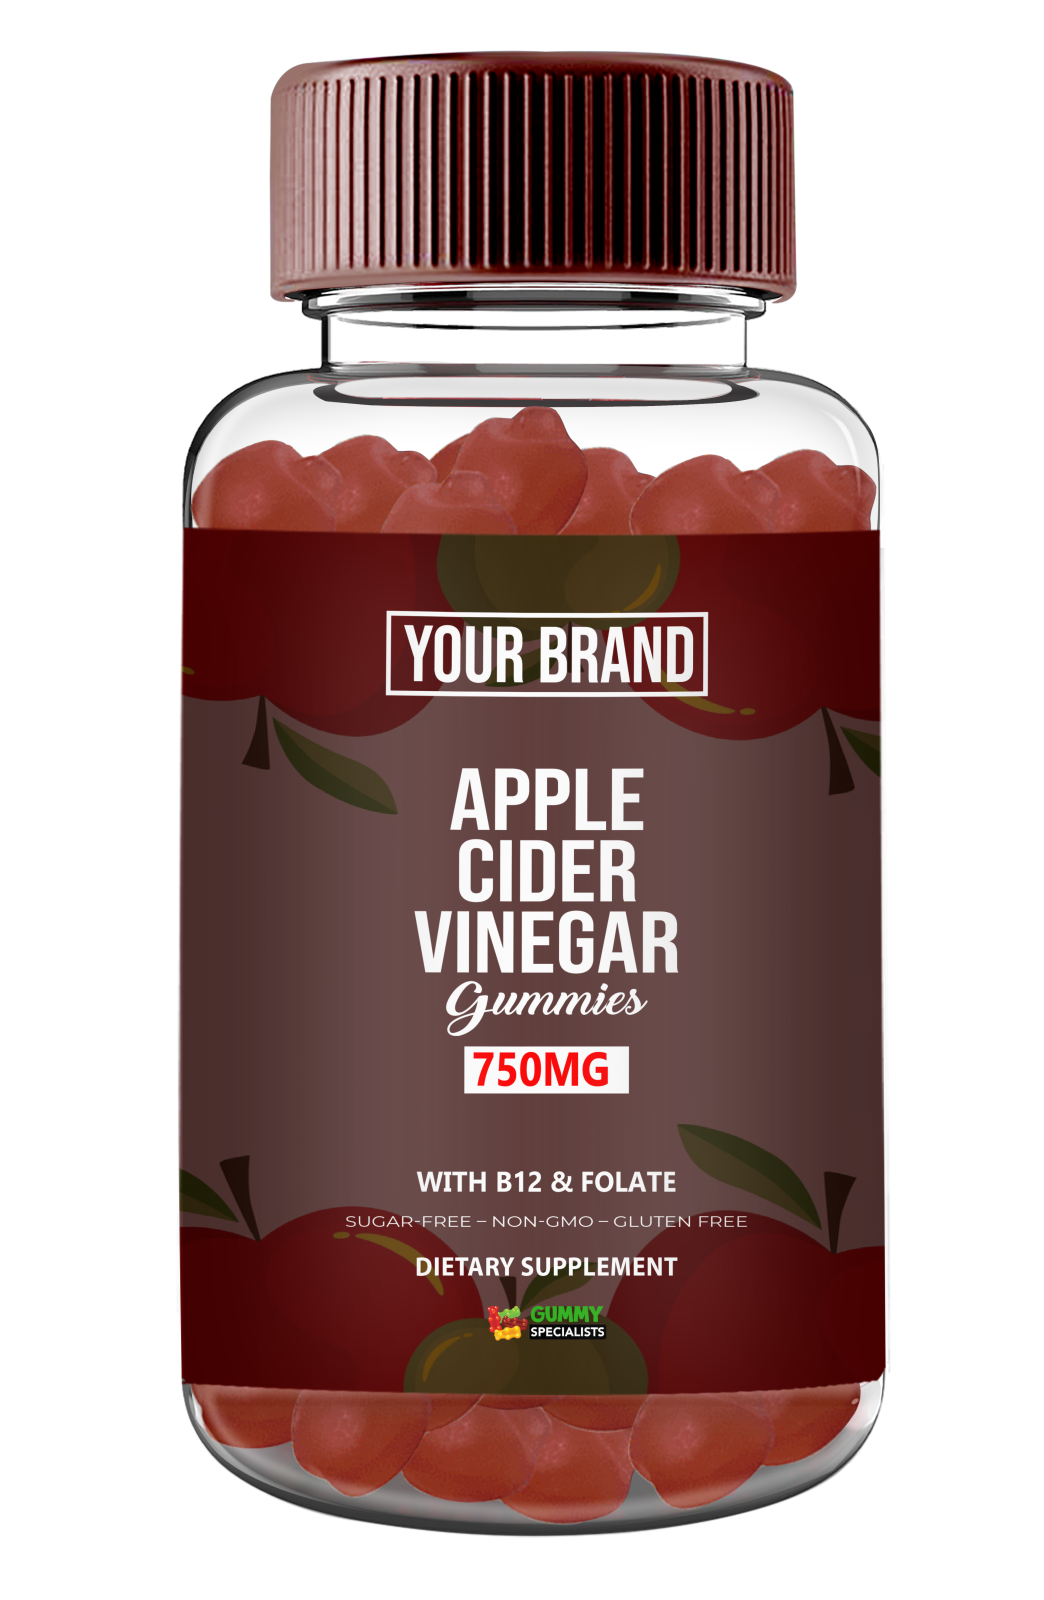 YOUR BRAND
APPLE
CIDER
VINEGAR
Gummies
750MG
WITH B12 & FOLATE
SUGAR-FREE – NON-GMO – GLUTEN FREE
DIETARY SUPPLEMENT
GUMMY
SPECIALISTS